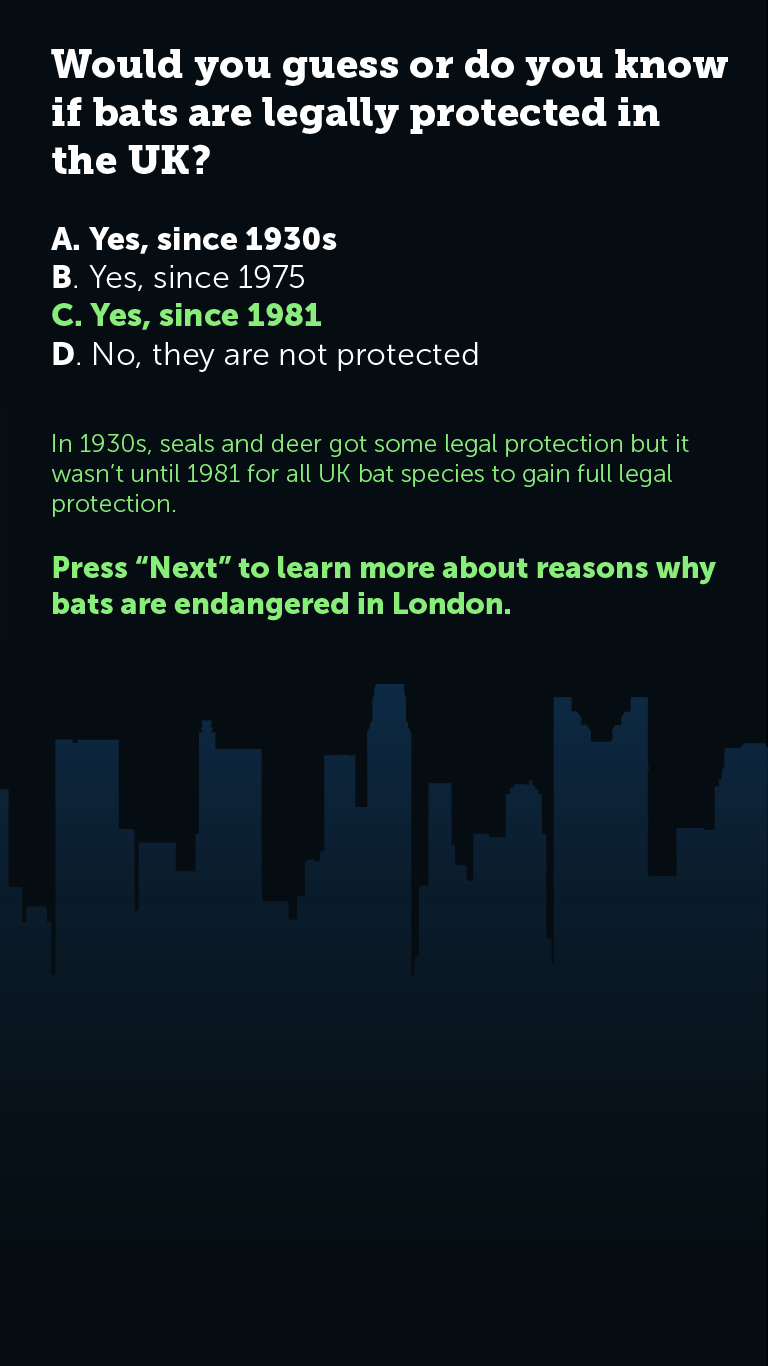 Would you guess or do you know
if bats are legally protected in
the UK?
A. Yes, since 1930s
B. Yes, since 1975
C. Yes, since 1981
D. No, they are not protected
In 1930s, seals and deer got some legal protection but it
wasn’t until 1981 for all UK bat species to gain full legal
protection.
Press “Next” to learn more about reasons why
bats are endangered in London.